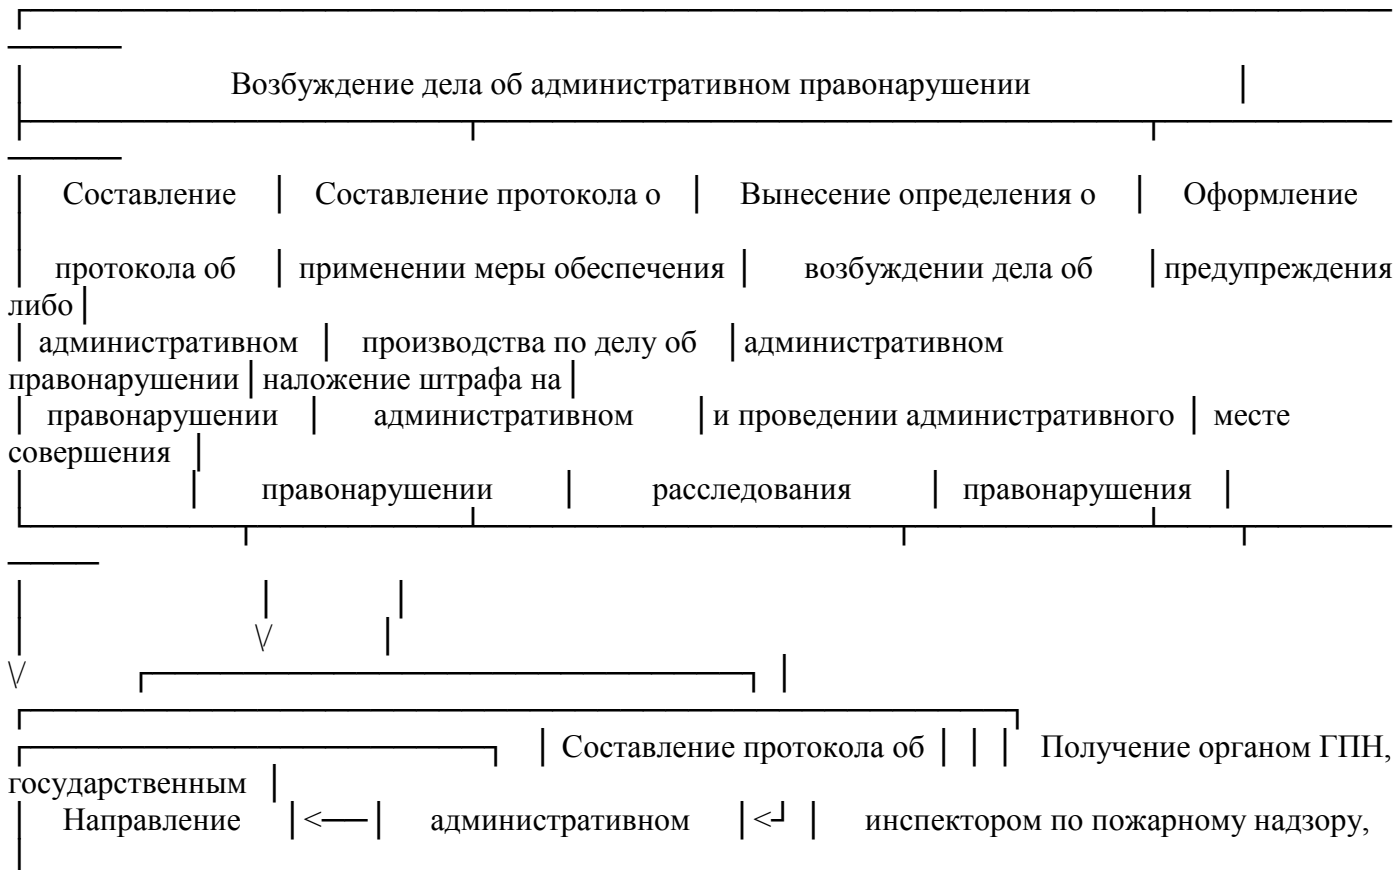 Возбуждение дела об административном правонарушении
Составление │ Составление протокола о │ Вынесение определения о │ Оформление
│ протокола об │ применении меры обеспечения │ возбуждении дела об │предупреждения
либо│
│ административном │ производства по делу об │административном
правонарушении│наложение штрафа на│
│ правонарушении │ административном │и проведении административного│ месте
совершения │
│ │ правонарушении │ расследования │ правонарушения │
\/
\/
│Составление протокола об│ │ │ Получение органом ГПН,
государственным │
│ Направление │<──│ административном │<┘ │ инспектором по пожарному надзору,